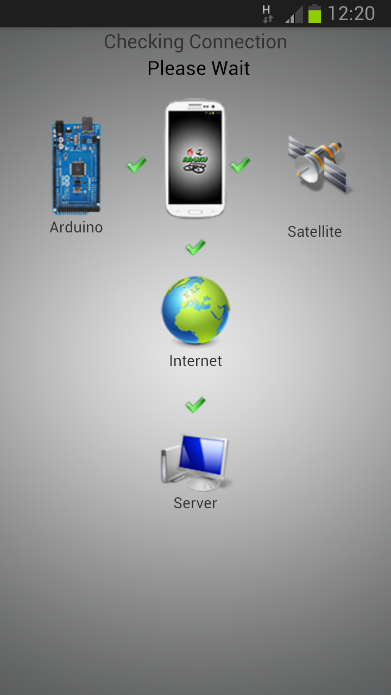 H 12:20
Checking Connection
Please Wait
Arduino
Satellite
Internet
Server